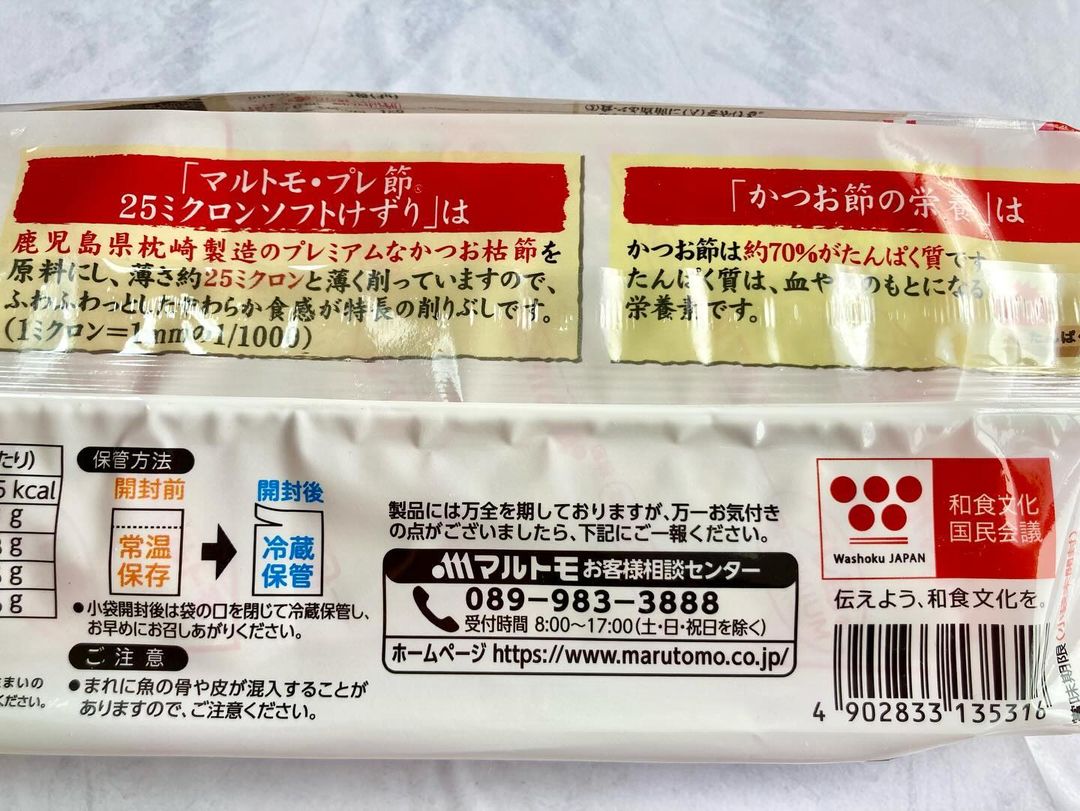 「マルトモ・プレ節
25ミクロンソフトけずり」は
鹿児島県枕崎製造のプレミアムなかつお枯節を
原料にし、薄さ約25ミクロンと薄く削っていますので、
ふわふわっとしたやわらか食感が特長の削りぶしです。
(1ミクロン=1mmの1/1000)
「かつお節の栄養」は
かつお節は約70%がたんぱく質です
たんぱく質は、血や のもとになる
栄養素です。
たり)
kcal
g
g
g
g
保管方法
開封前
常温
保存
開封後
冷蔵
保管
●小袋開封後は袋の口を閉じて冷蔵保管し、
お早めにお召しあがりください。
ご注意
●まれに魚の骨や皮が混入することが
ありますので、ご注意ください。
まいの
ください。
製品には万全を期しておりますが、万一お気付き
の点がございましたら、下記にご一報ください。
マルトモお客様相談センター
089-983-3888
受付時間 8:00〜17:00(土・日・祝日を除く)
ホームページ https://www.marutomo.co.jp/
Washoku JAPAN
和食文化
国民会議
伝えよう、和食文化を。
4 902833 135316
賞味期限